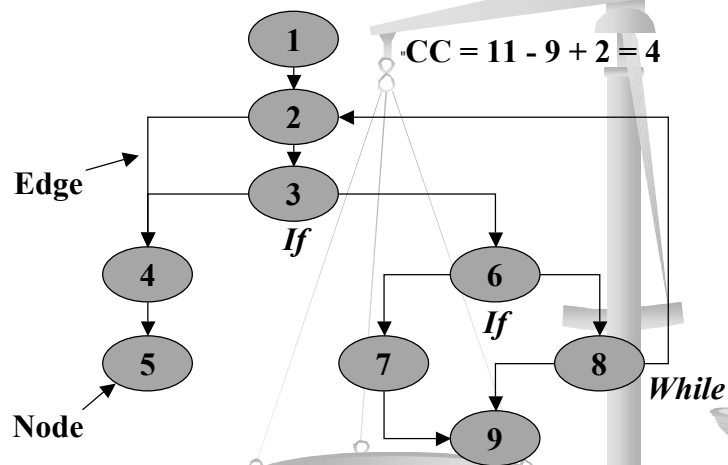 1
"CC = 11 - 9 + 2 = 4
2
Edge
3
If
4
6
If
5
7
8
While
Node
9